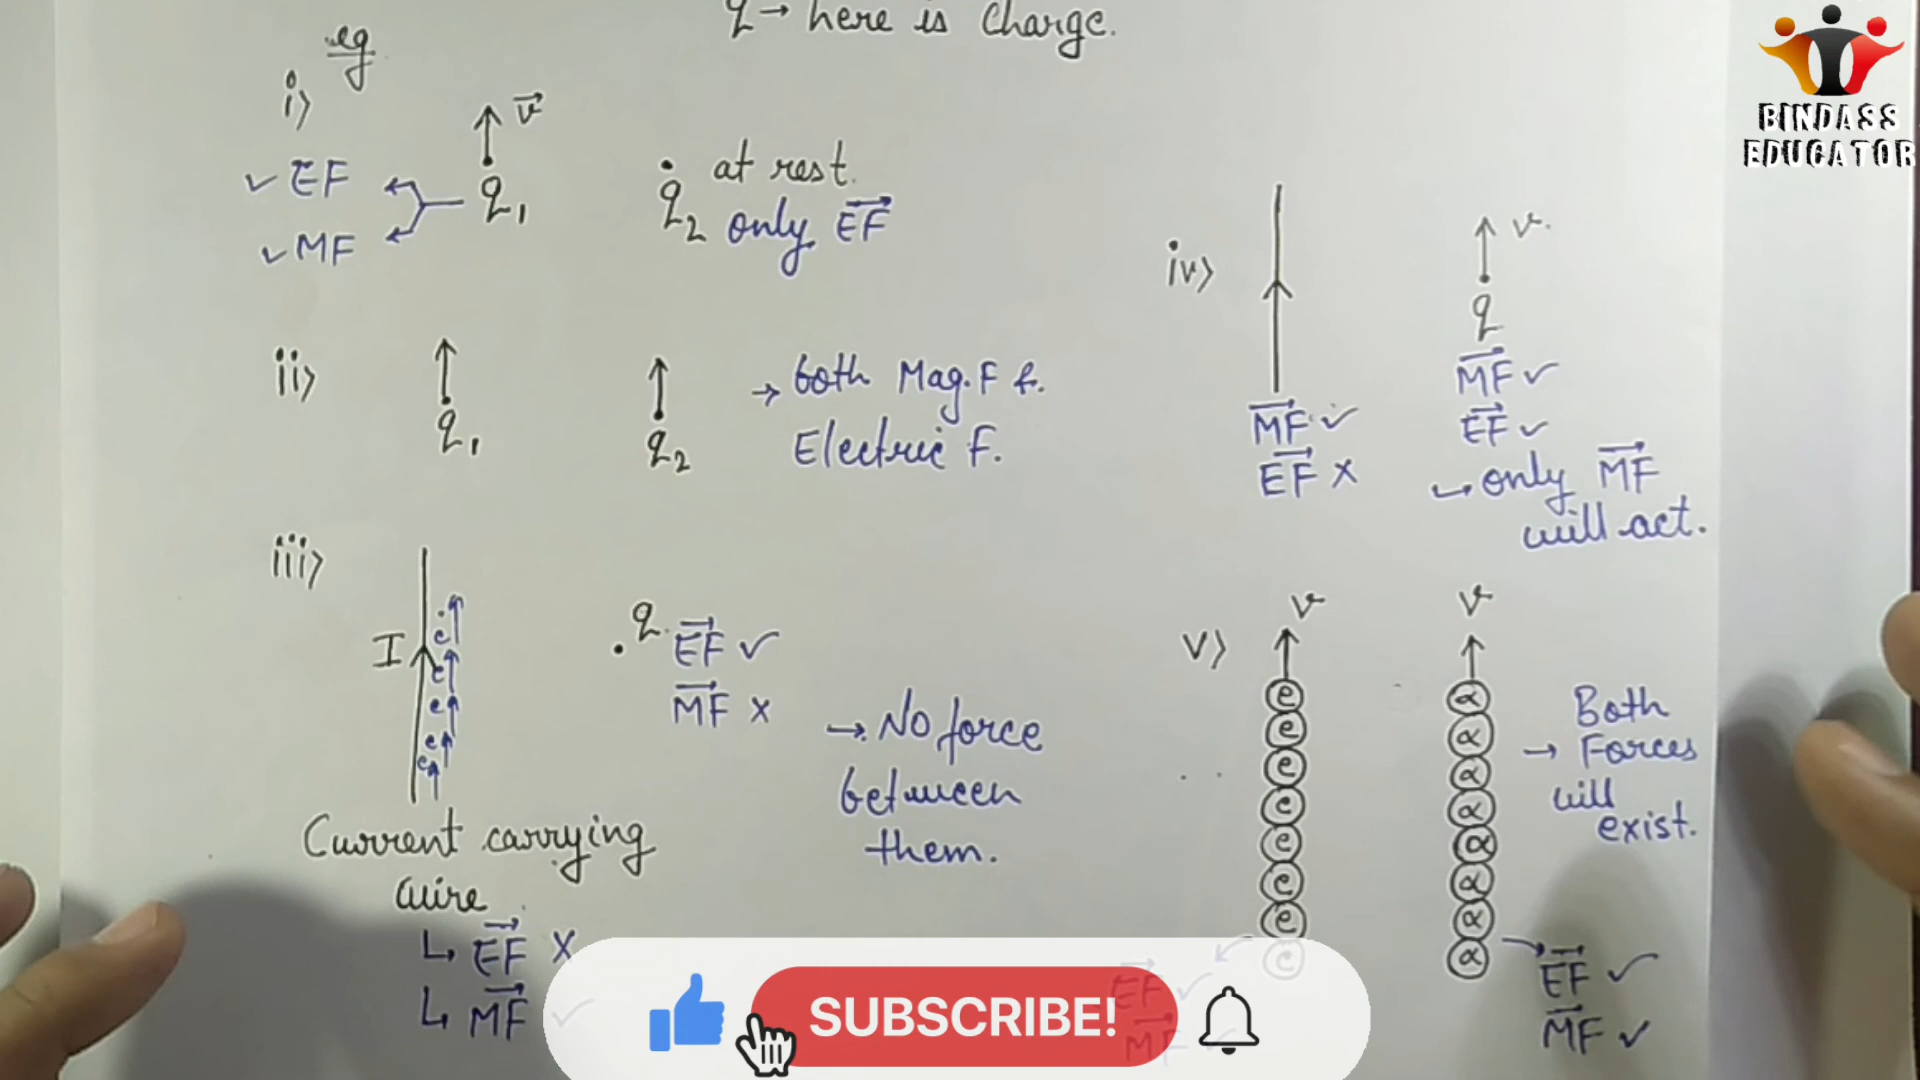 q → here is Charge.
eg
i>
v
✓ EF
✓ MF
q1
at rest.
q2 only EF
ii>
q1
q2
→ both Mag. F &.
Electric F.
iii>
I
e
e
e
e
e
q
EF ✓
MF x
→ No force
between
them.
Current carrying
wire
↳ EF X
↳ MF ✓
iv>
v.
q
MF ✓
EF x
MF ✓
EF ✓
↳ only MF
will act.
v>
v
v
e
e
e
e
e
e
e
e
α
α
α
α
α
α
α
α
Both
→ Forces
will
exist.
EF ✓
MF
EF ✓
MF ✓
BINDASS
EDUCATOR
SUBSCRIBE!